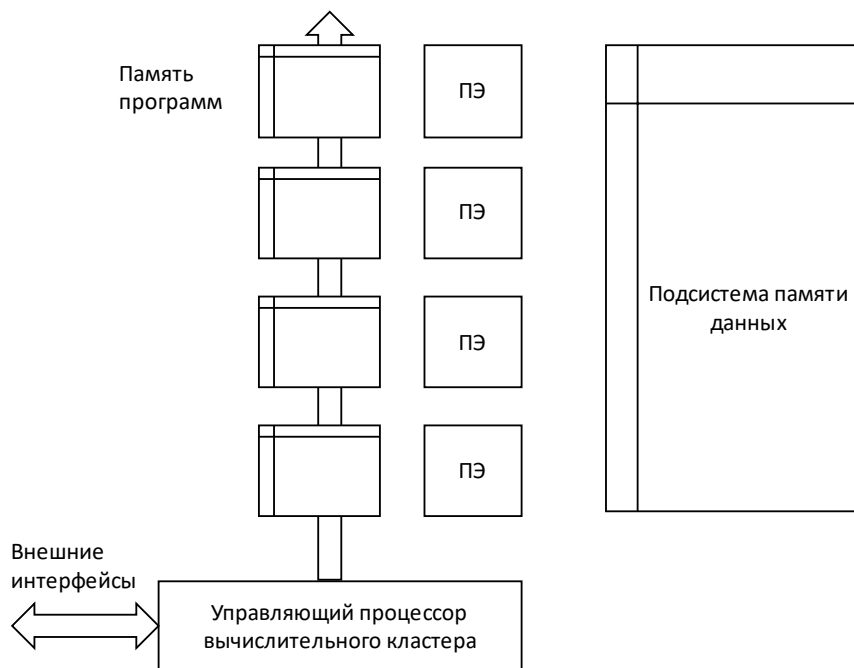 Память
программ
ПЭ
ПЭ
ПЭ
ПЭ
Подсистема памяти
данных
Внешние
интерфейсы
Управляющий процессор
вычислительного кластера